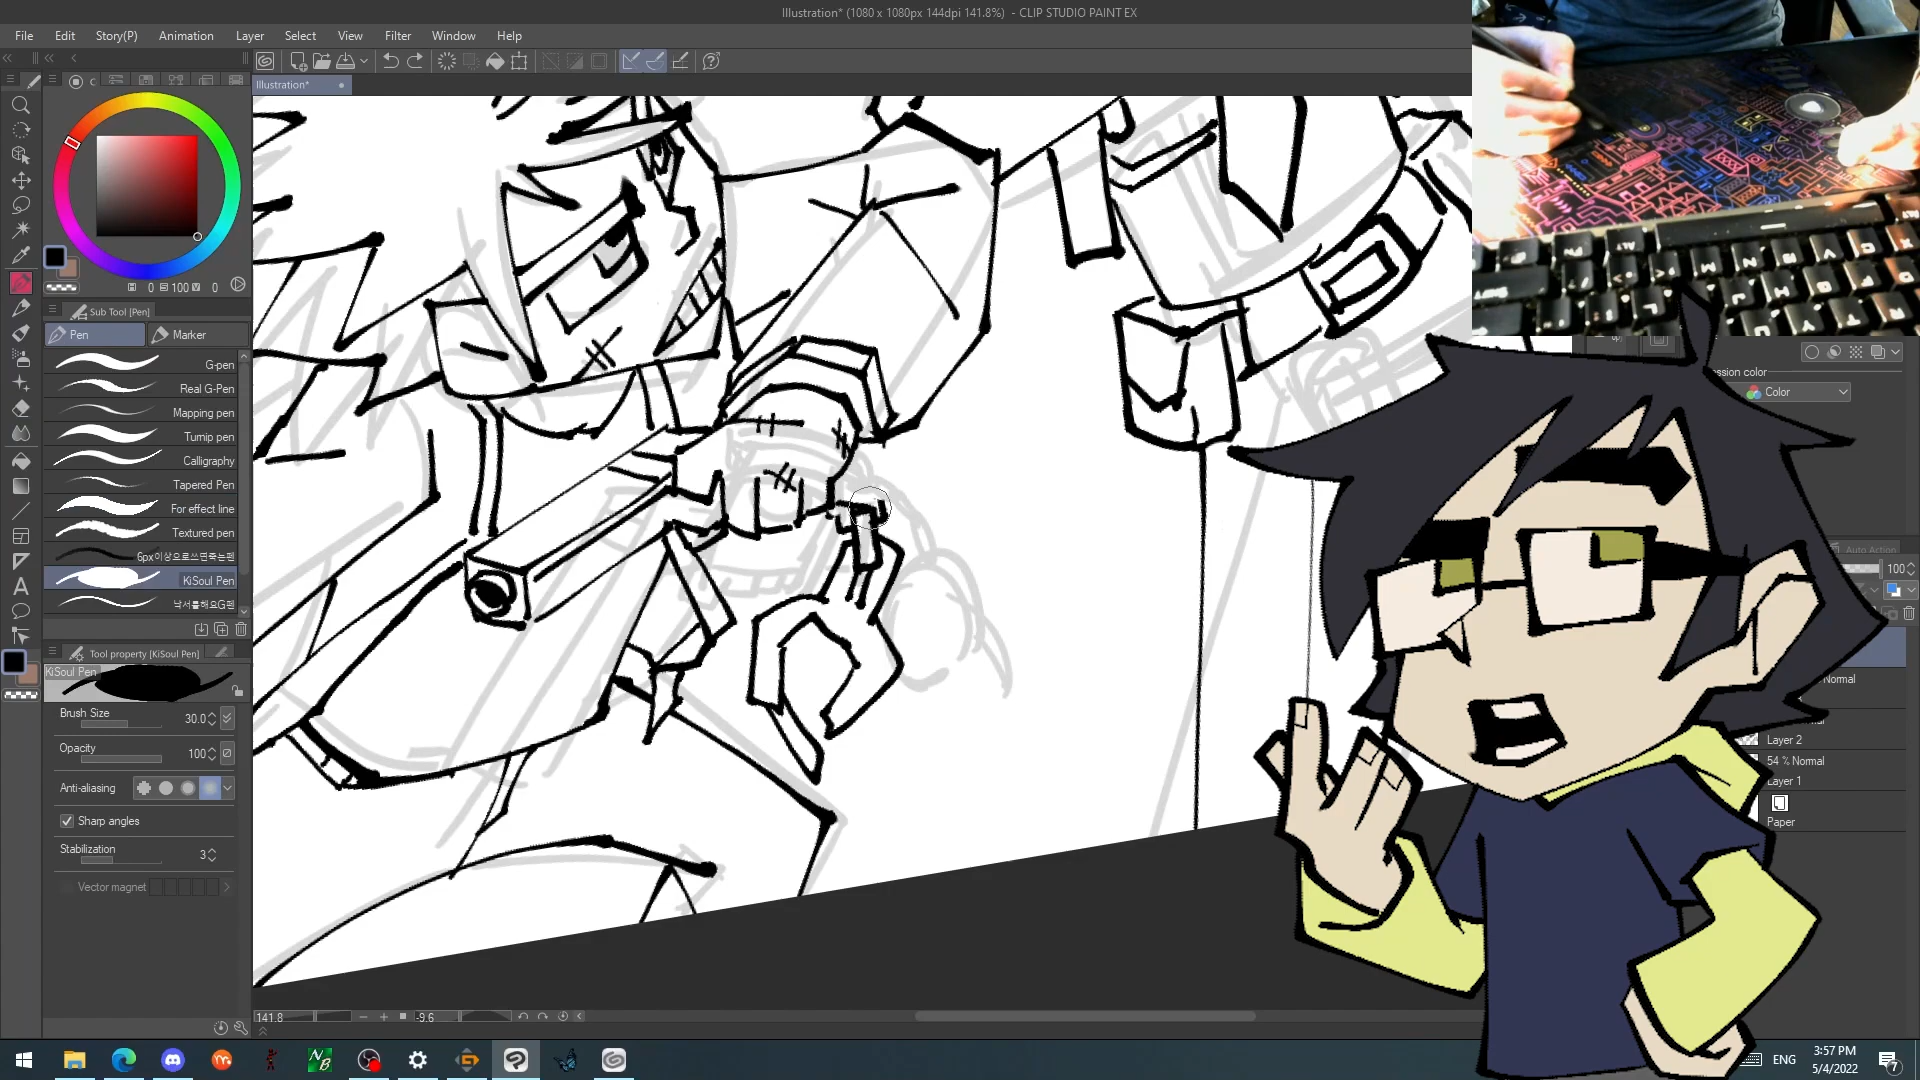 Illustration* (1080 x 1080px 144dpi 141.8%) - CLIP STUDIO PAINT EX
File Edit Story(P) Animation Layer Select View Filter Window Help
Illustration*
0 100 0
Sub Tool [Pen]
Pen Marker
G-pen
Real G-Pen
Mapping pen
Turnip pen
Calligraphy
Tapered Pen
For effect line
Textured pen
6px이상으로쓰면죽는펜
KiSoul Pen
낙서를해요G펜
Tool property [KiSoul Pen]
KiSoul Pen
Brush Size 30.0
Opacity 100
Anti-aliasing
Sharp angles
Stabilization 3
Vector magnet
141.8 -9.6
ession color
Color
Auto Action
100
Normal
Layer 2
54 % Normal
Layer 1
Paper
ENG
3:57 PM
5/4/2022
7